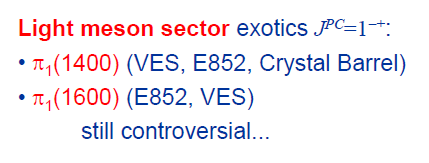 Light meson sector exotics J^PC=1^-+:
• π₁(1400) (VES, E852, Crystal Barrel)
• π₁(1600) (E852, VES)
still controversial...